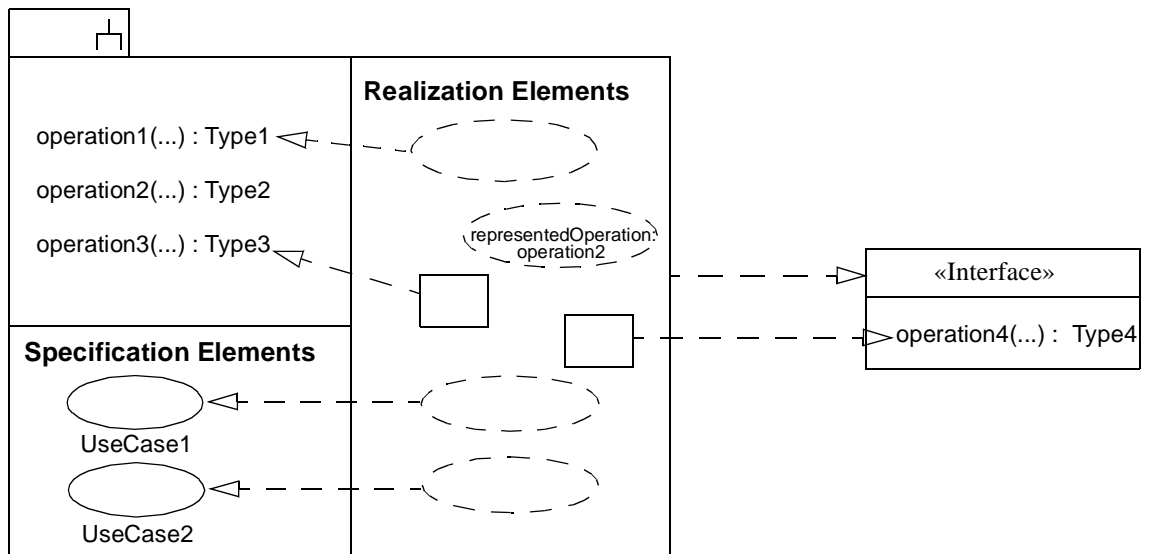 Realization Elements
operation1(...) : Type1
operation2(...) : Type2
operation3(...) : Type3
representedOperation:
operation2
«Interface»
operation4(...) :  Type4
Specification Elements
UseCase1
UseCase2